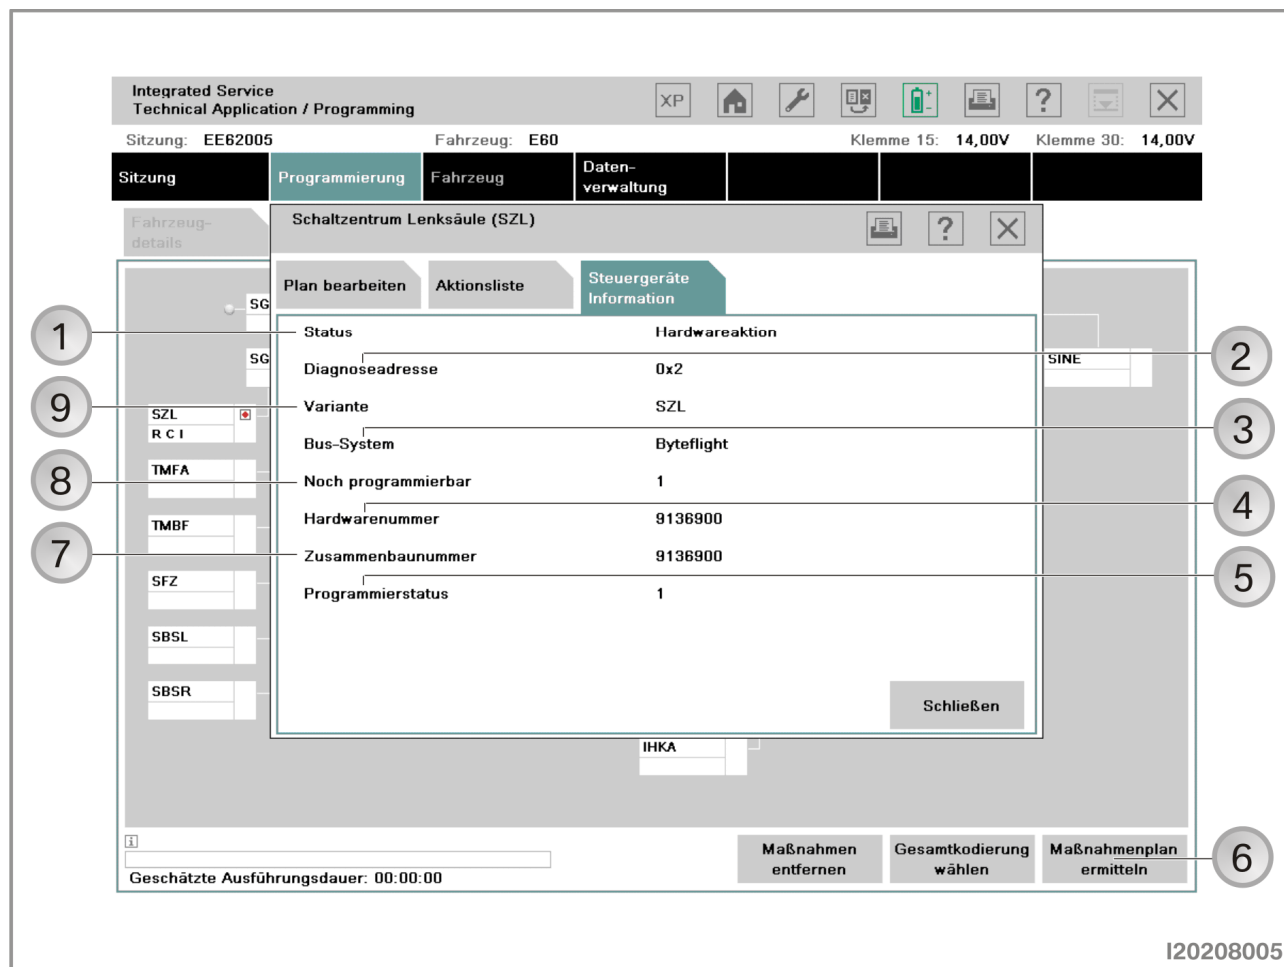 Integrated Service
Technical Application / Programming
XP
?
Sitzung: EE62005 Fahrzeug: E60 Klemme 15: 14,00V Klemme 30: 14,00V
Sitzung
Programmierung
Fahrzeug
Daten-
verwaltung
Fahrzeug-
details
Schaltzentrum Lenksäule (SZL)
?
Plan bearbeiten
Aktionsliste
Steuergeräte
Information
Status Hardwareaktion
Diagnoseadresse 0x2
Variante SZL
Bus-System Byteflight
Noch programmierbar 1
Hardwarenummer 9136900
Zusammenbaunummer 9136900
Programmierstatus 1
Schließen
SG
SG
SINE
SZL
R C I
TMFA
TMBF
SFZ
SBSL
SBSR
IHKA
i
Geschätzte Ausführungsdauer: 00:00:00
Maßnahmen
entfernen
Gesamtkodierung
wählen
Maßnahmenplan
ermitteln
1
2
9
3
8
4
7
5
6
I20208005